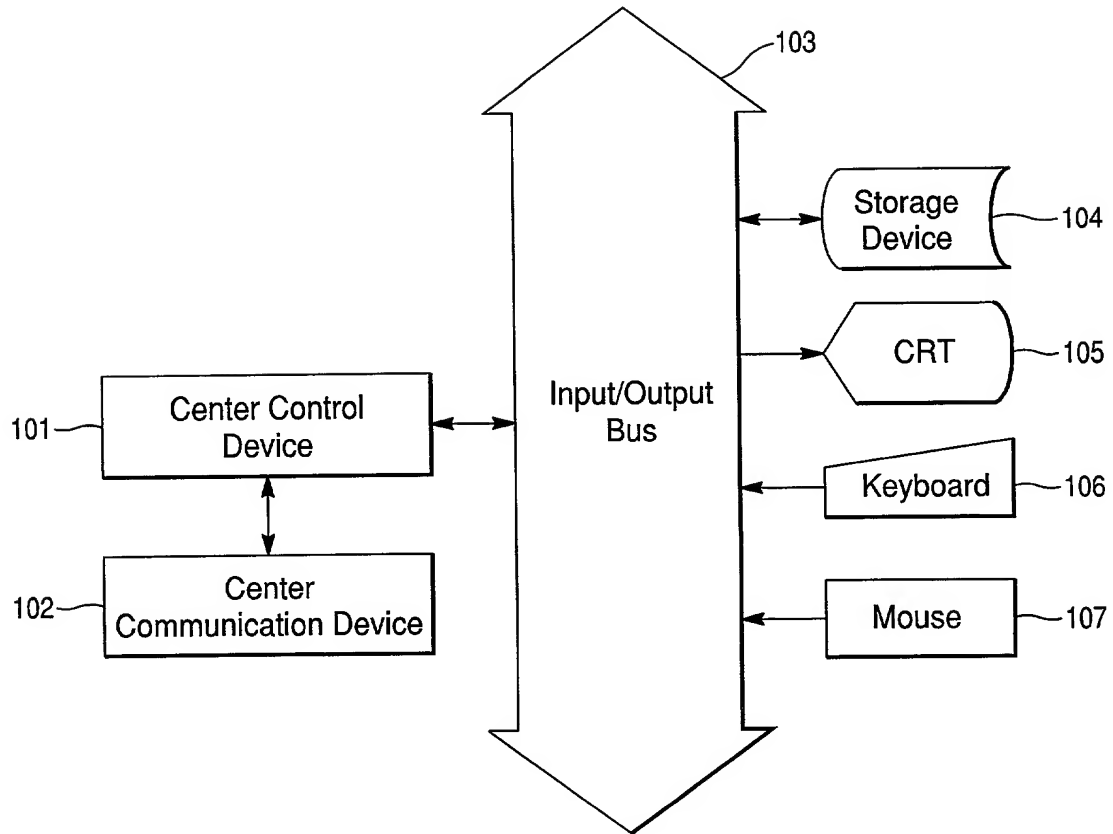 103
Storage
Device
104
CRT
105
Input/Output
Bus
Center Control
Device
101
Keyboard
106
Center
Communication Device
102
Mouse
107